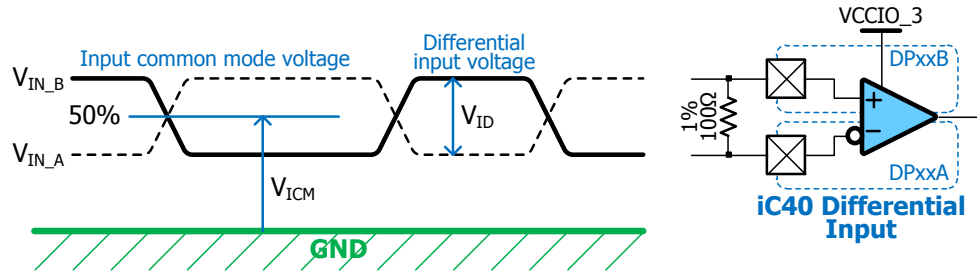 Input common mode voltage
Differential
input voltage
V_IN_B
50%
V_ID
V_IN_A
V_ICM
GND
VCCIO_3
DPxxB
1%
100Ω
+
−
DPxxA
iC40 Differential
Input